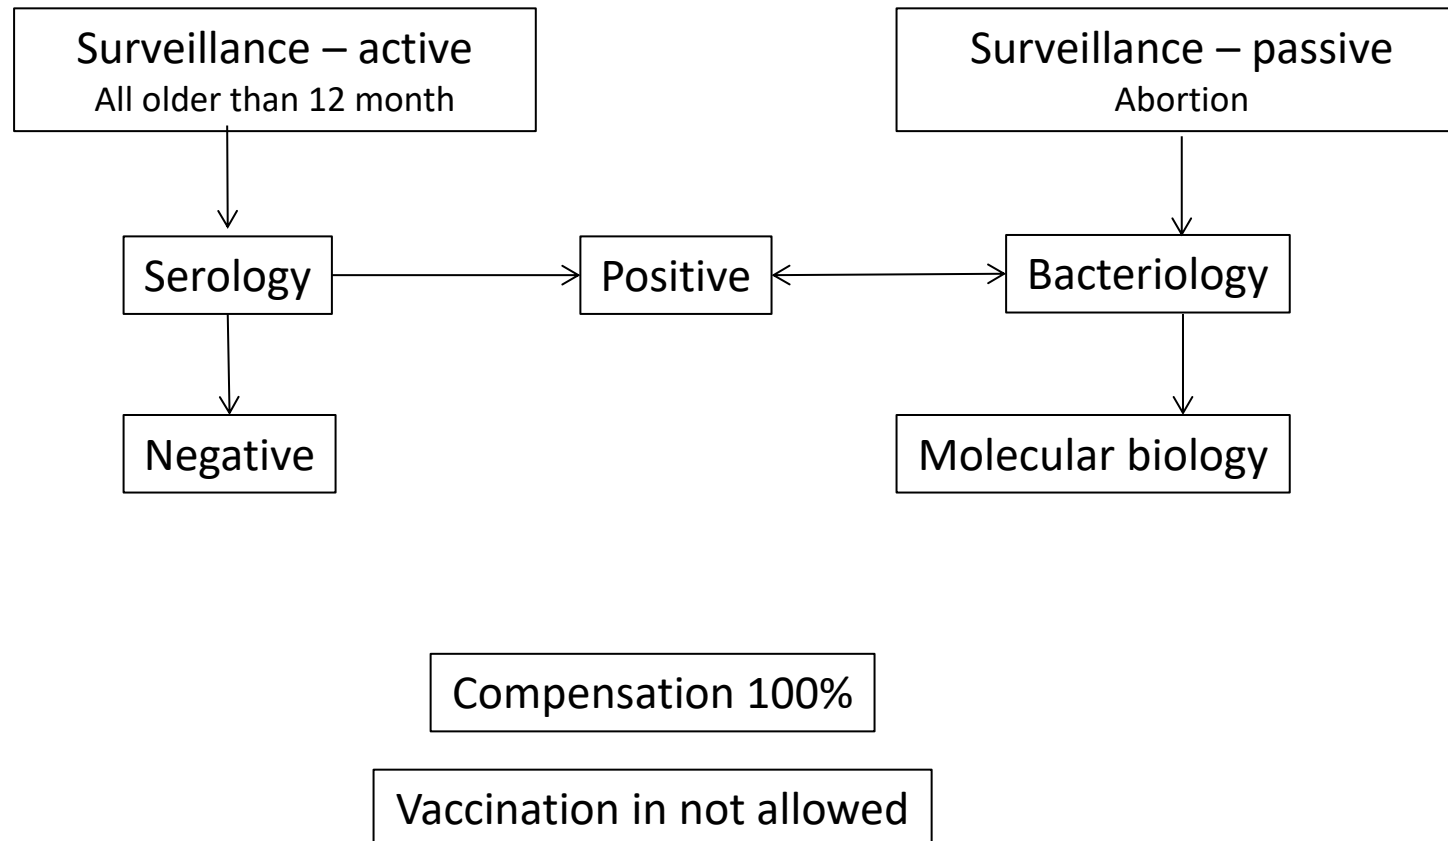 Surveillance – active
All older than 12 month
Surveillance – passive
Abortion
Serology
Positive
Bacteriology
Negative
Molecular biology
Compensation 100%
Vaccination in not allowed